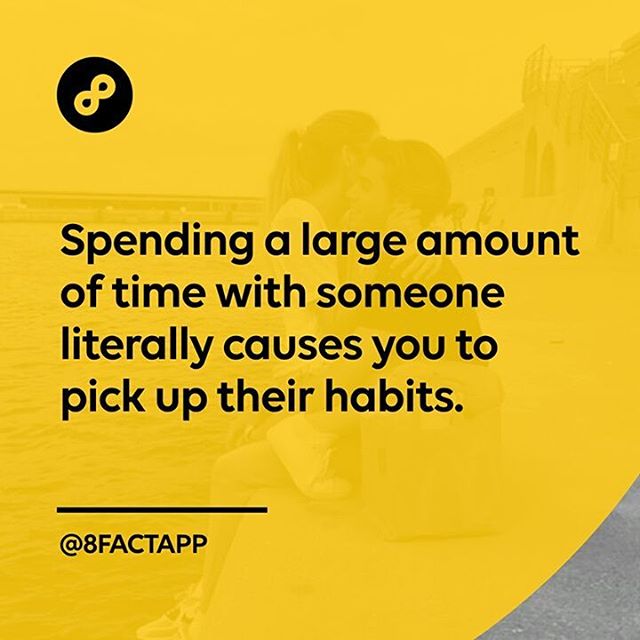 Spending a large amount
of time with someone
literally causes you to
pick up their habits.
@8FACTAPP